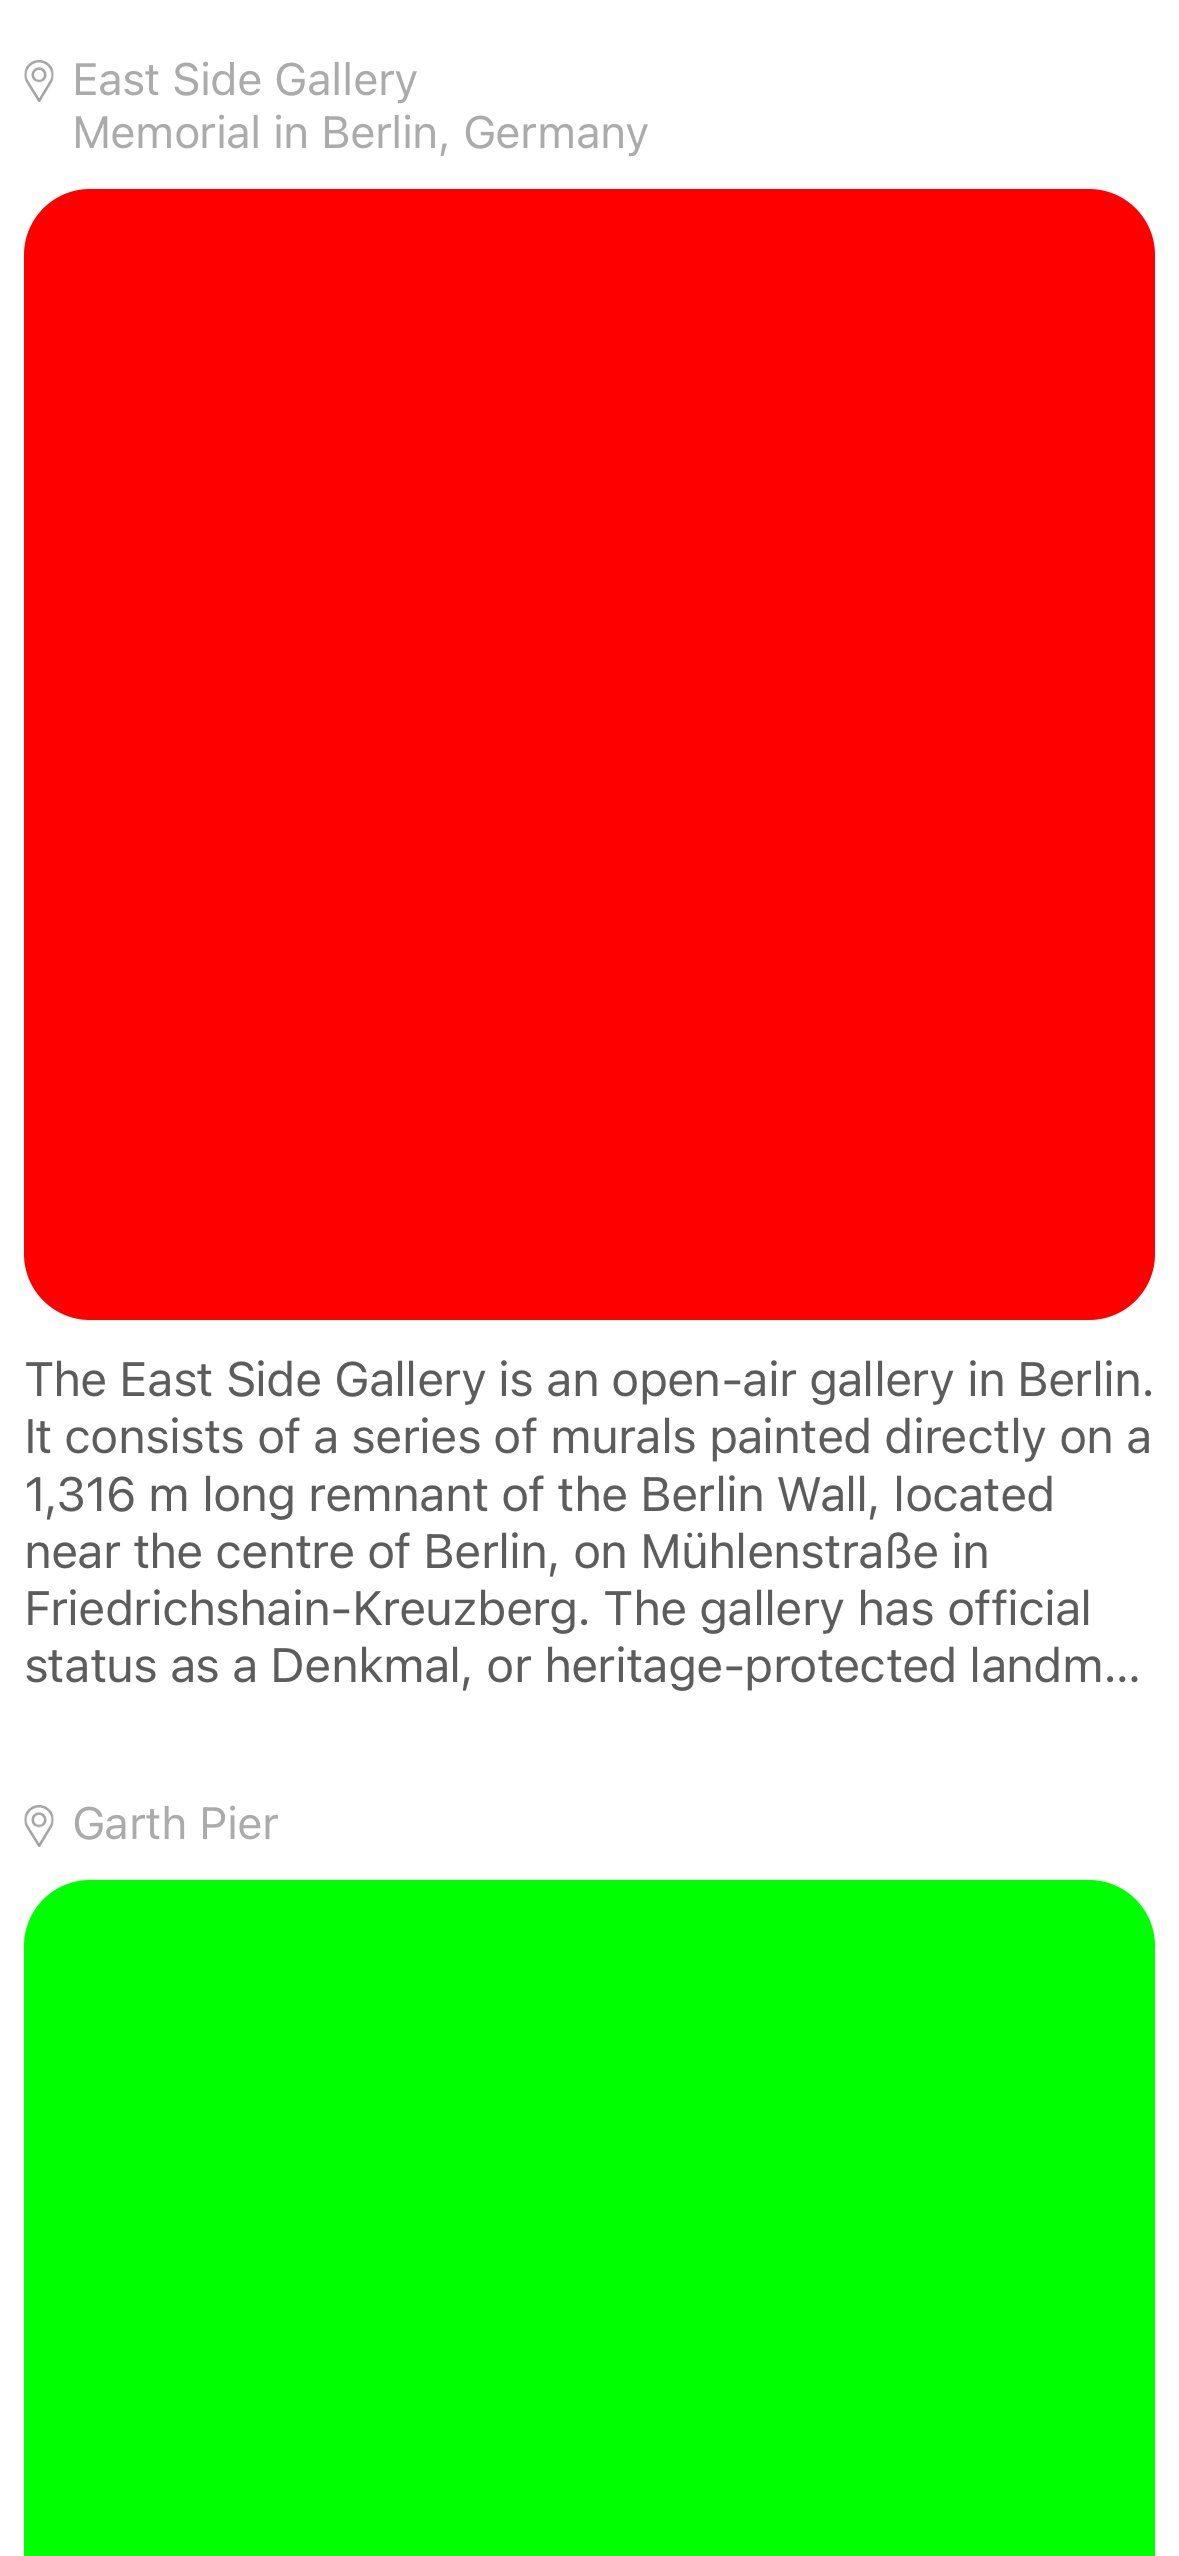 East Side Gallery
Memorial in Berlin, Germany
The East Side Gallery is an open-air gallery in Berlin.
It consists of a series of murals painted directly on a
1,316 m long remnant of the Berlin Wall, located
near the centre of Berlin, on Mühlenstraße in
Friedrichshain-Kreuzberg. The gallery has official
status as a Denkmal, or heritage-protected landm...
Garth Pier